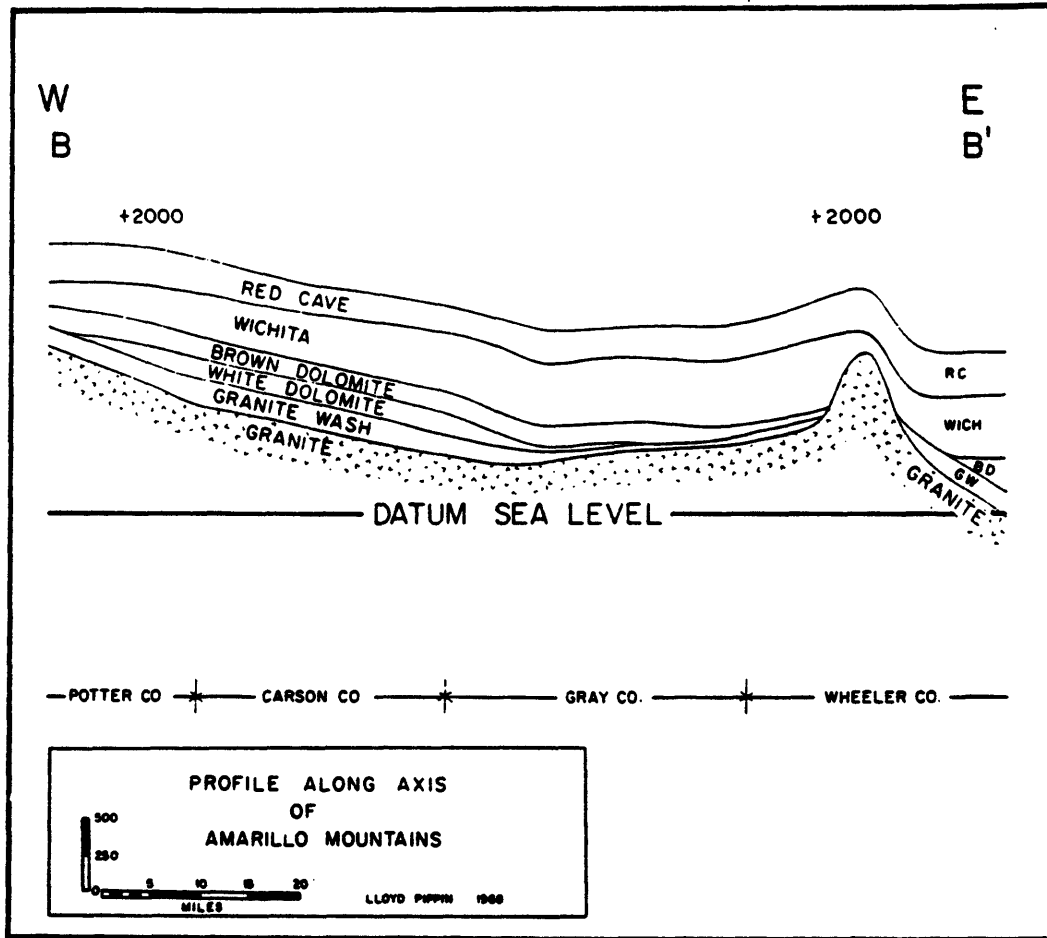 W
B
E
B'
+2000
+2000
RED CAVE
WICHITA
BROWN DOLOMITE
WHITE DOLOMITE
GRANITE WASH
GRANITE
RC
WICH
BD
GW
GRANITE
DATUM SEA LEVEL
POTTER CO
CARSON CO
GRAY CO.
WHEELER CO.
PROFILE ALONG AXIS
OF
AMARILLO MOUNTAINS
500
250
0
5 10 15 20
MILES
LLOYD PIPPIN